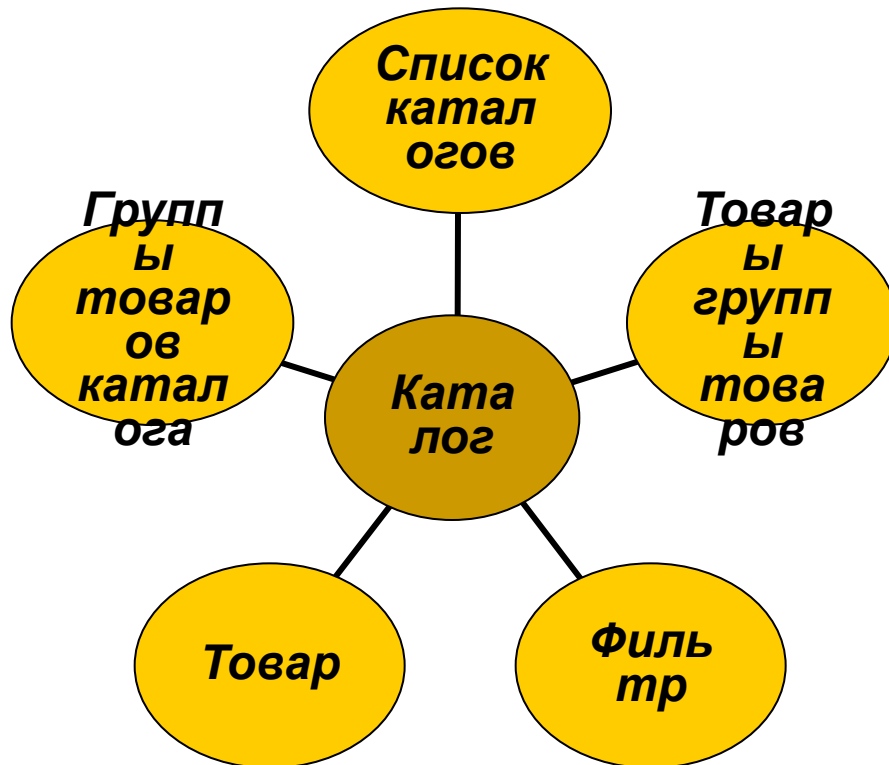 Список
катал
огов
Групп
ы
товар
ов
катал
ога
Товар
ы
групп
ы
това
ров
Ката
лог
Товар
Филь
тр